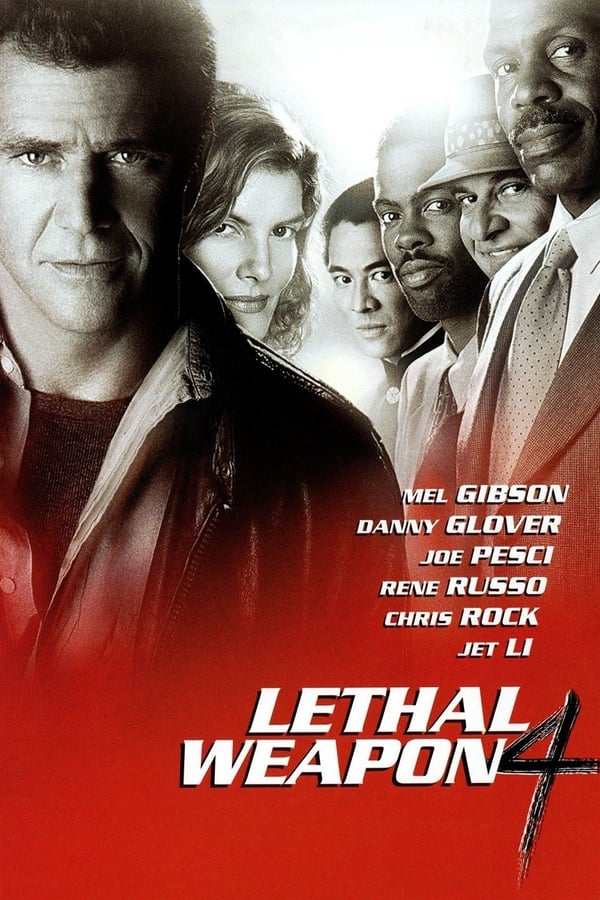 MEL GIBSON
DANNY GLOVER
JOE PESCI
RENE RUSSO
CHRIS ROCK
JET LI
LETHAL
WEAPON 4